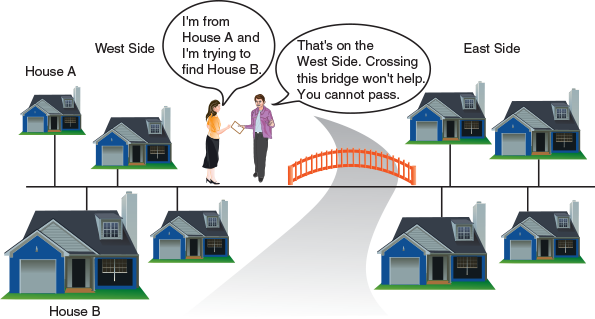 I'm from
House A and
I'm trying to
find House B.
That's on the
West Side. Crossing
this bridge won't help.
You cannot pass.
West Side
East Side
House A
House B